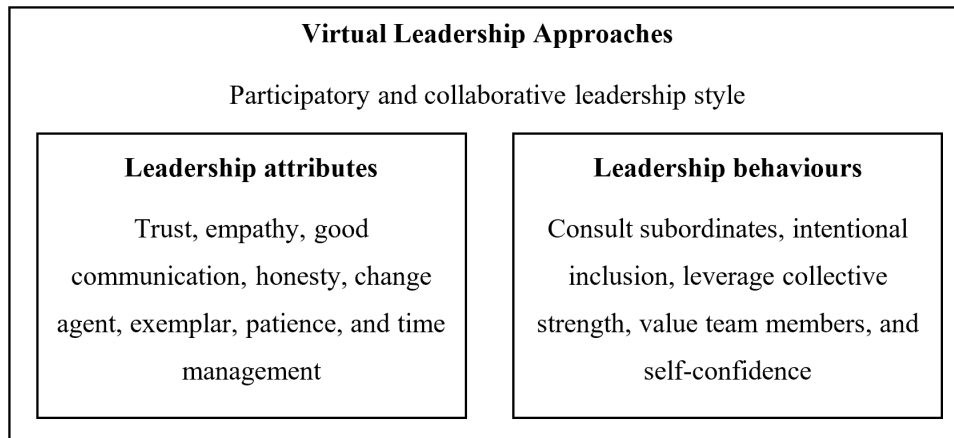 Virtual Leadership Approaches
Participatory and collaborative leadership style
Leadership attributes
Trust, empathy, good
communication, honesty, change
agent, exemplar, patience, and time
management
Leadership behaviours
Consult subordinates, intentional
inclusion, leverage collective
strength, value team members, and
self-confidence